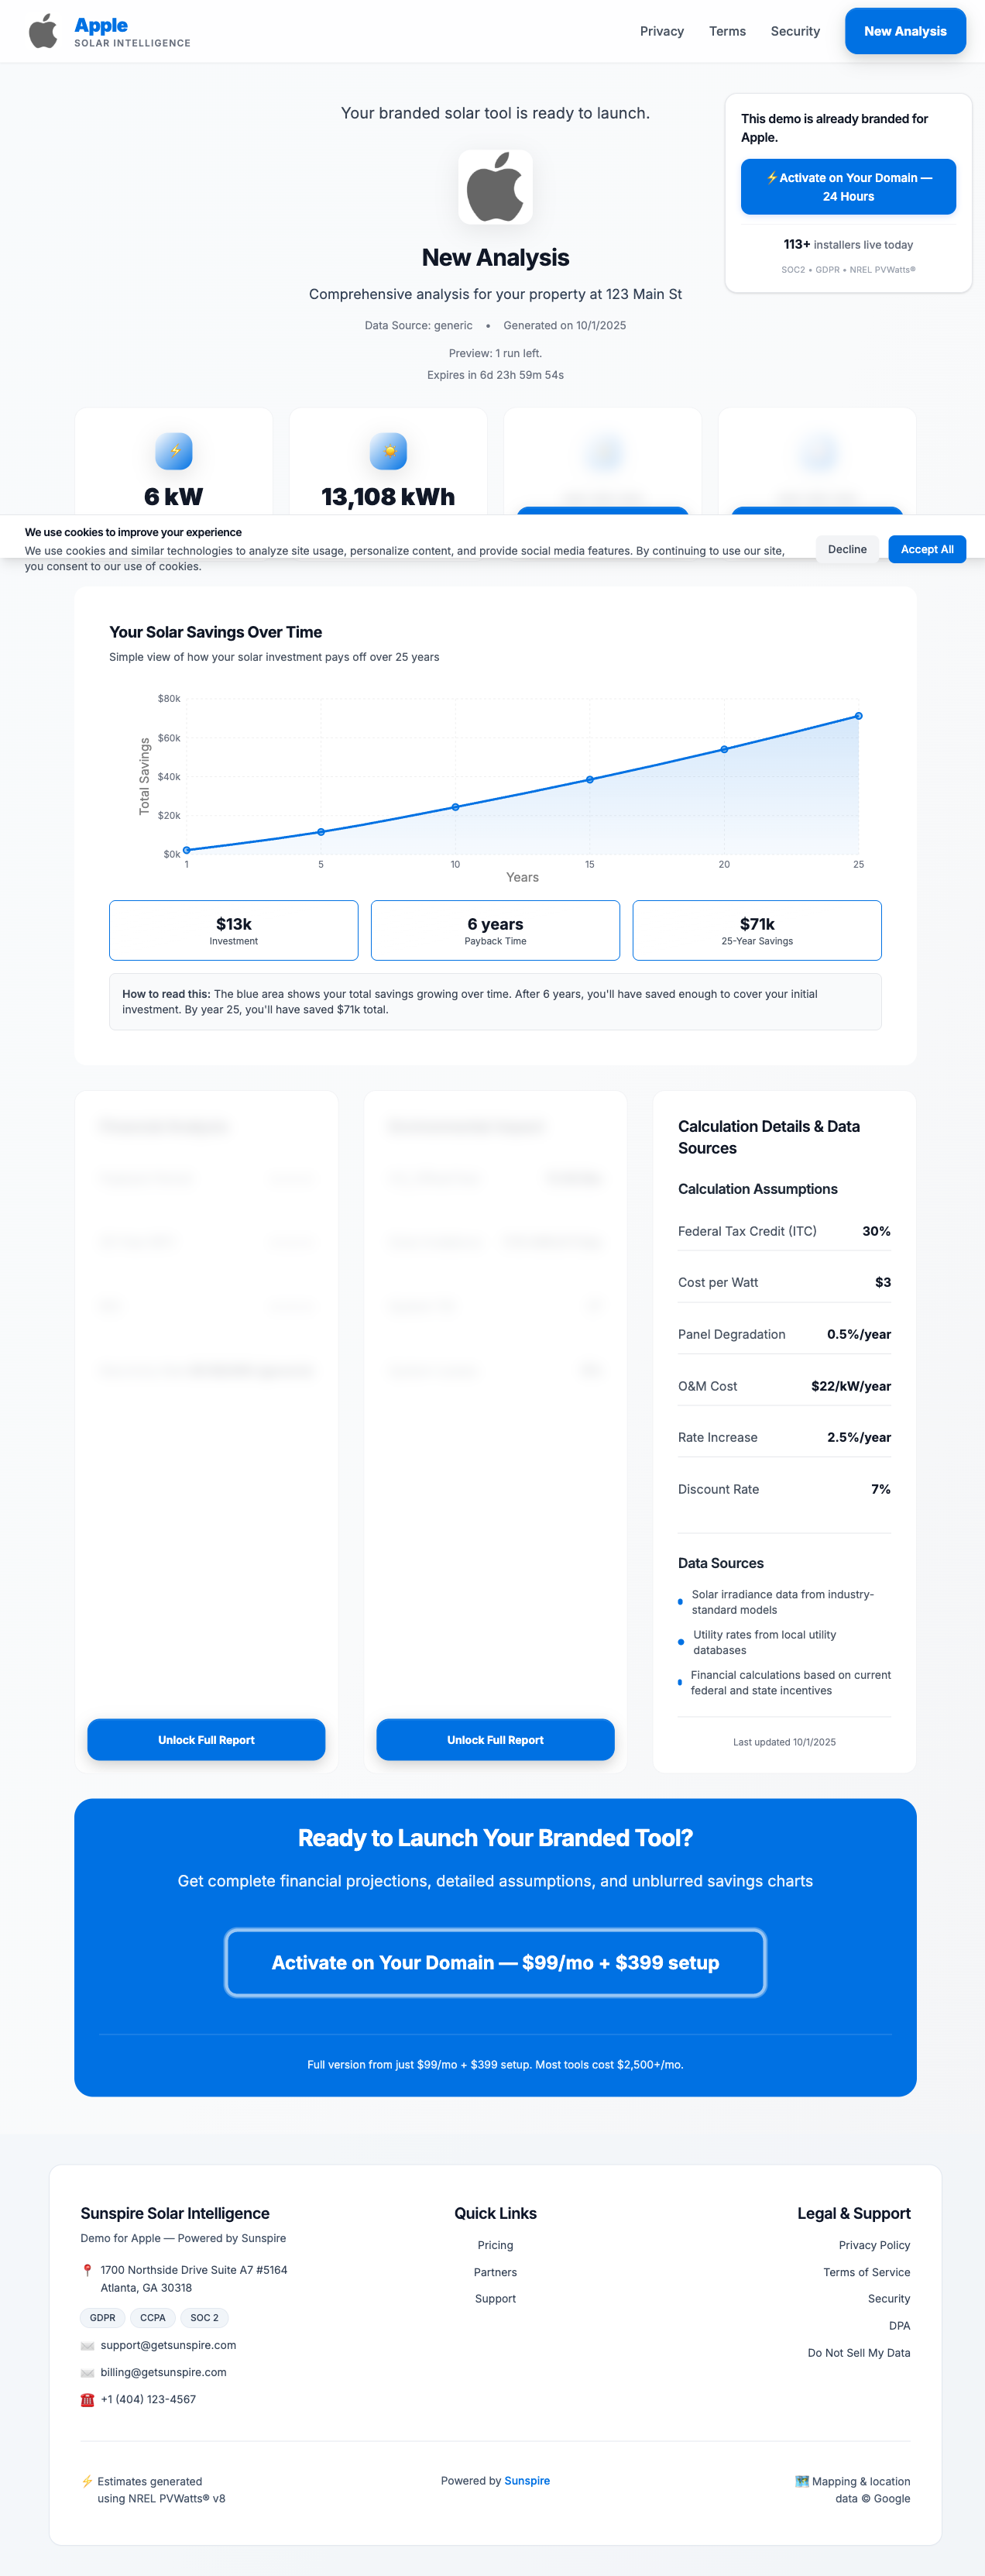 Apple
SOLAR INTELLIGENCE
Privacy
Terms
Security
New Analysis
Your branded solar tool is ready to launch.
This demo is already branded for
Apple.
⚡Activate on Your Domain —
24 Hours
113+ installers live today
SOC2 • GDPR • NREL PVWatts®
New Analysis
Comprehensive analysis for your property at 123 Main St
Data Source: generic • Generated on 10/1/2025
Preview: 1 run left.
Expires in 6d 23h 59m 54s
6 kW
13,108 kWh
We use cookies to improve your experience
We use cookies and similar technologies to analyze site usage, personalize content, and provide social media features. By continuing to use our site,
you consent to our use of cookies.
Decline
Accept All
Your Solar Savings Over Time
Simple view of how your solar investment pays off over 25 years
Total Savings
$80k
$60k
$40k
$20k
$0k
1
5
10
15
20
25
Years
$13k
Investment
6 years
Payback Time
$71k
25-Year Savings
How to read this: The blue area shows your total savings growing over time. After 6 years, you'll have saved enough to cover your initial
investment. By year 25, you'll have saved $71k total.
Unlock Full Report
Unlock Full Report
Calculation Details & Data
Sources
Calculation Assumptions
Federal Tax Credit (ITC) 30%
Cost per Watt $3
Panel Degradation 0.5%/year
O&M Cost $22/kW/year
Rate Increase 2.5%/year
Discount Rate 7%
Data Sources
Solar irradiance data from industry-
standard models
Utility rates from local utility
databases
Financial calculations based on current
federal and state incentives
Last updated 10/1/2025
Ready to Launch Your Branded Tool?
Get complete financial projections, detailed assumptions, and unblurred savings charts
Activate on Your Domain — $99/mo + $399 setup
Full version from just $99/mo + $399 setup. Most tools cost $2,500+/mo.
Sunspire Solar Intelligence
Demo for Apple — Powered by Sunspire
1700 Northside Drive Suite A7 #5164
Atlanta, GA 30318
GDPR
CCPA
SOC 2
support@getsunspire.com
billing@getsunspire.com
+1 (404) 123-4567
Quick Links
Pricing
Partners
Support
Legal & Support
Privacy Policy
Terms of Service
Security
DPA
Do Not Sell My Data
Estimates generated
using NREL PVWatts® v8
Powered by Sunspire
Mapping & location
data © Google